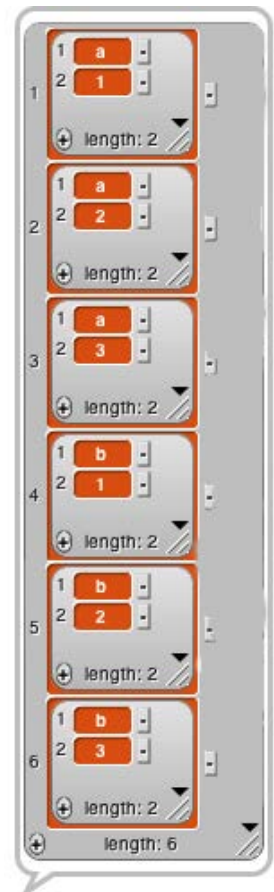 1 a -
2 1 -
1 -
+ length: 2
1 a -
2 2 -
2 -
+ length: 2
1 a -
2 3 -
3 -
+ length: 2
1 b -
2 1 -
4 -
+ length: 2
1 b -
2 2 -
5 -
+ length: 2
1 b -
2 3 -
6 -
+ length: 2
+ length: 6